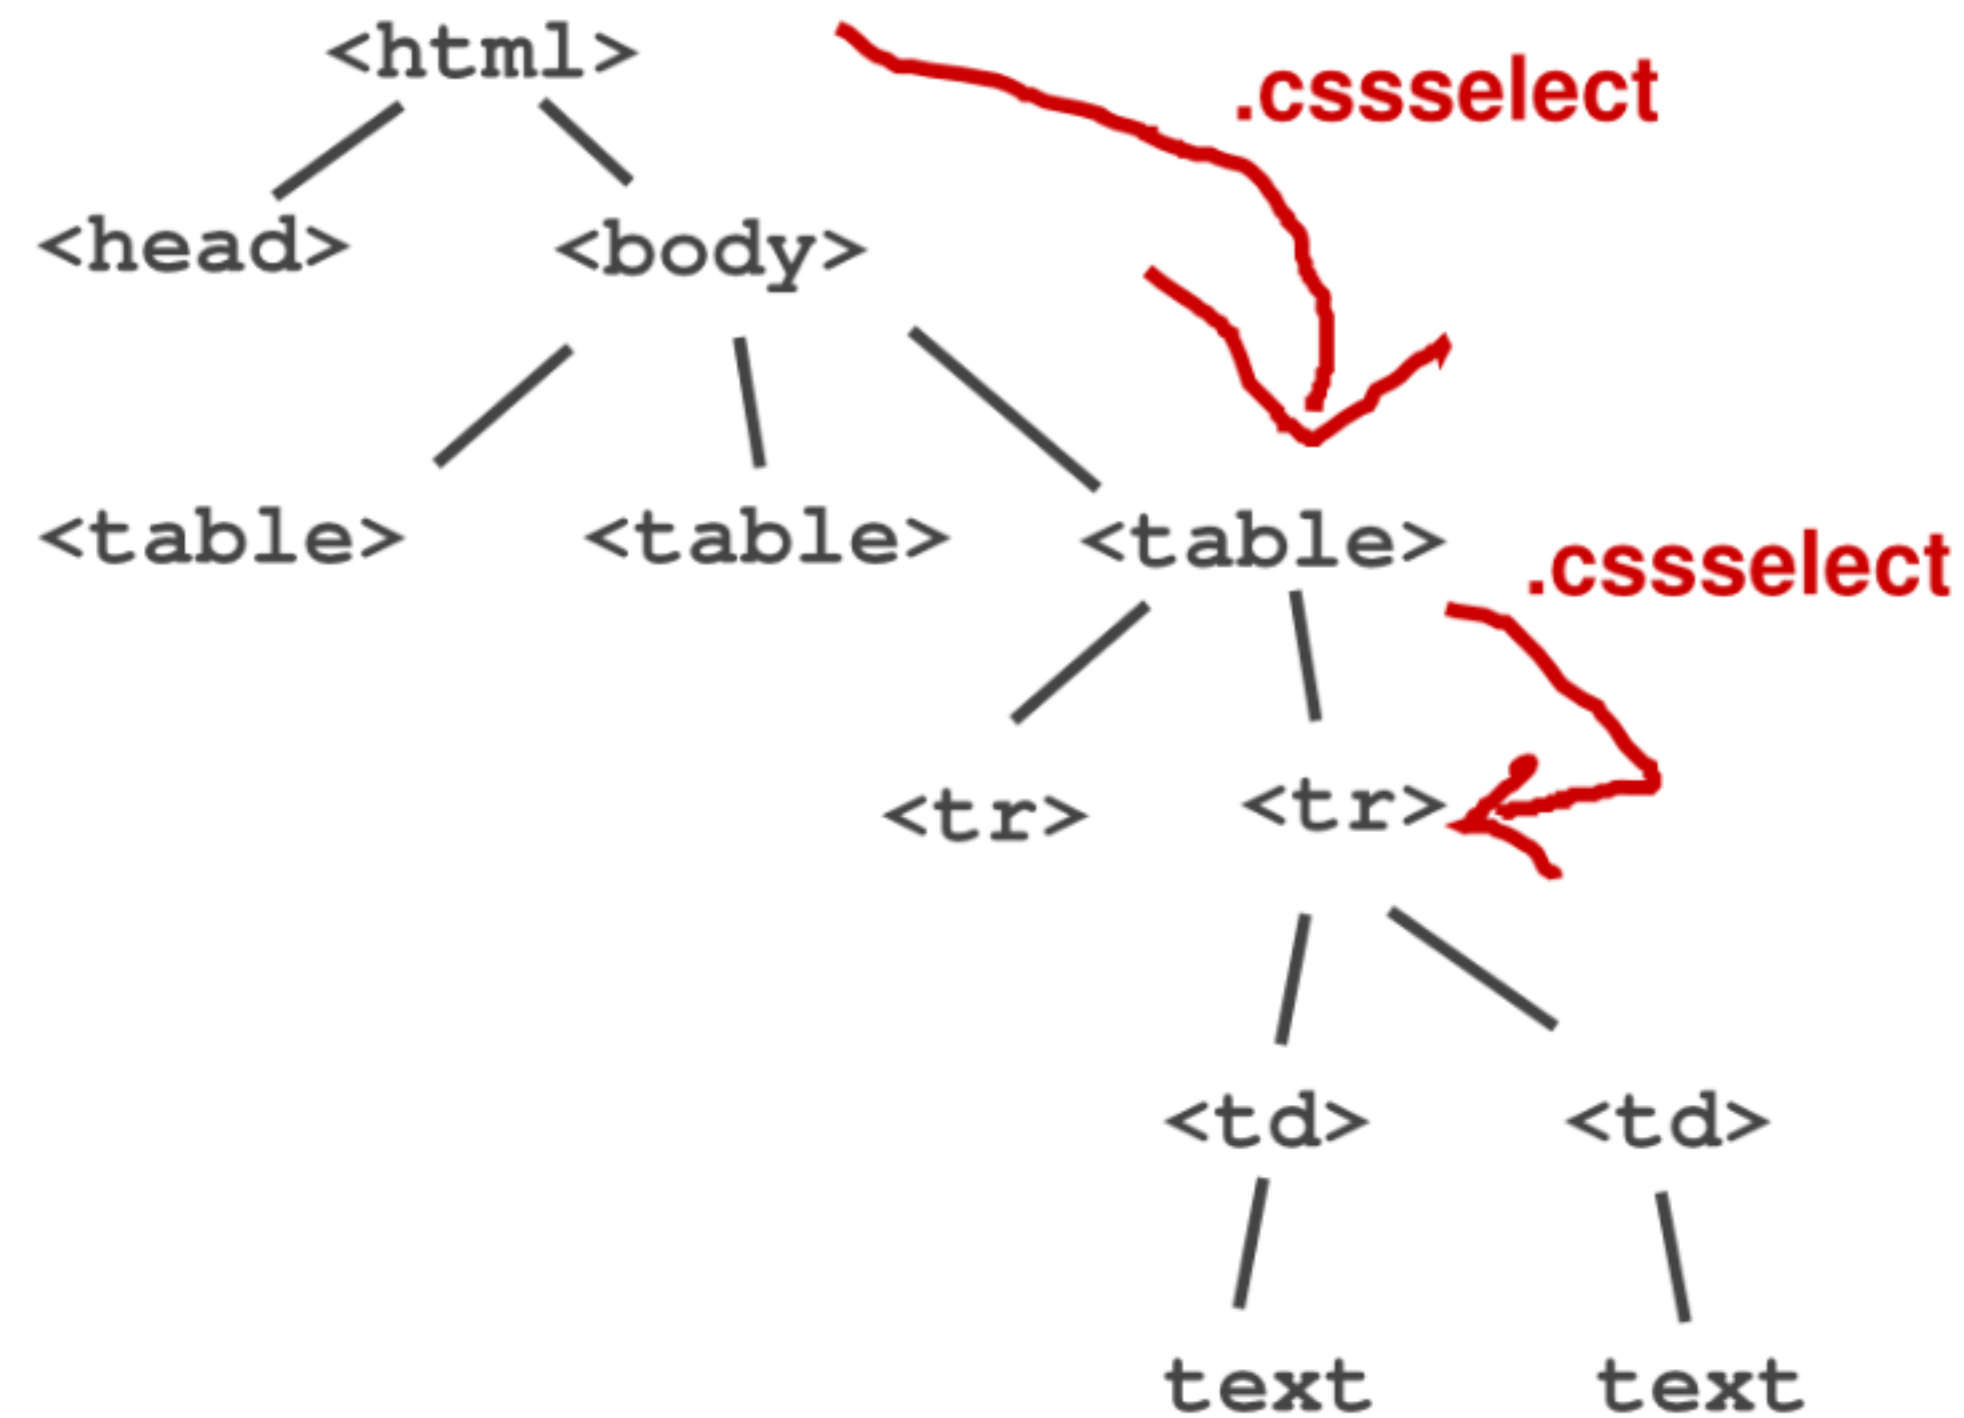 <html>
.cssselect
<head> <body>
<table> <table> <table>
.cssselect
<tr> <tr>
<td> <td>
text text